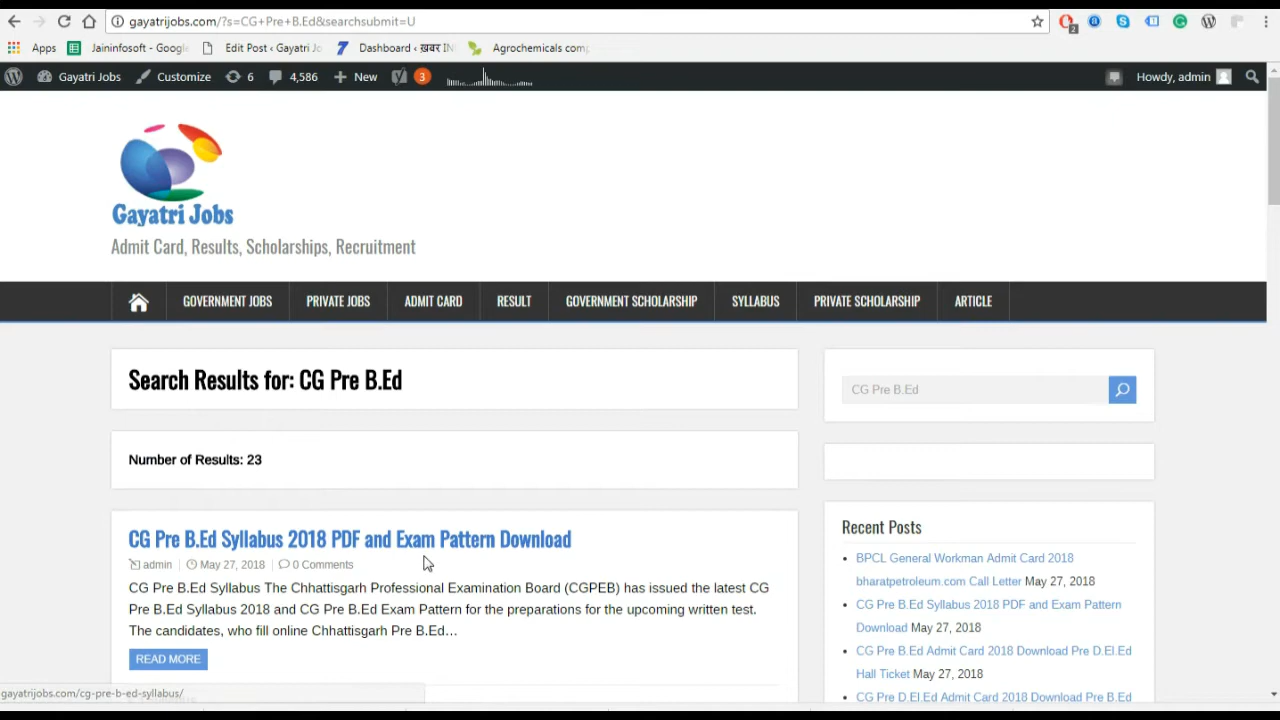 gayatrijobs.com/?s=CG+Pre+B.Ed&searchsubmit=U
2
Apps Jaininfosoft - Google Edit Post ‹ Gayatri Jo Dashboard ‹ ख़बर IN Agrochemicals com
Gayatri Jobs Customize 6 4,586 New 3 Howdy, admin
Gayatri Jobs
Admit Card, Results, Scholarships, Recruitment
GOVERNMENT JOBS PRIVATE JOBS ADMIT CARD RESULT GOVERNMENT SCHOLARSHIP SYLLABUS PRIVATE SCHOLARSHIP ARTICLE
Search Results for: CG Pre B.Ed
Number of Results: 23
CG Pre B.Ed Syllabus 2018 PDF and Exam Pattern Download
admin May 27, 2018 0 Comments
CG Pre B.Ed Syllabus The Chhattisgarh Professional Examination Board (CGPEB) has issued the latest CG
Pre B.Ed Syllabus 2018 and CG Pre B.Ed Exam Pattern for the preparations for the upcoming written test.
The candidates, who fill online Chhattisgarh Pre B.Ed…
READ MORE
CG Pre B.Ed
Recent Posts
BPCL General Workman Admit Card 2018
bharatpetroleum.com Call Letter May 27, 2018
CG Pre B.Ed Syllabus 2018 PDF and Exam Pattern
Download May 27, 2018
CG Pre B.Ed Admit Card 2018 Download Pre D.El.Ed
Hall Ticket May 27, 2018
CG Pre D.El.Ed Admit Card 2018 Download Pre B.Ed
gayatrijobs.com/cg-pre-b-ed-syllabus/